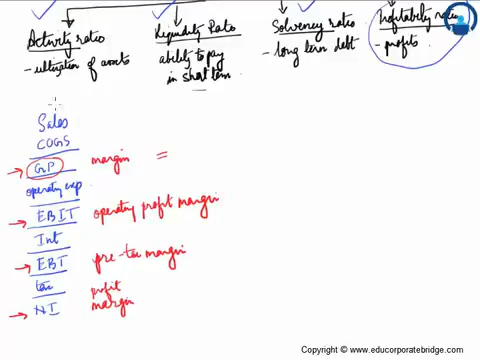 Activity ratio
- utilization of assets
Liquidity Ratio
ability to pay
in short term
Solvency ratio
- long term debt
Profitability ratio
- profits
Sales
COGS
GP margin =
operating exp
EBIT operating profit margin
Int
EBT pre-tax margin
tax
NI profit margin
Copyright © www.educorporatebridge.com